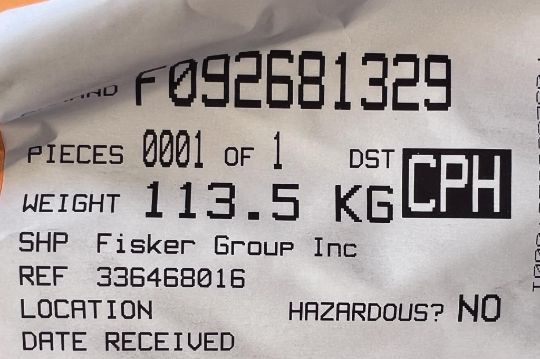 F092681329
PIECES 0001 OF 1 DST CPH
WEIGHT 113.5 KG
SHP Fisker Group Inc
REF 336468016
LOCATION HAZARDOUS? NO
DATE RECEIVED